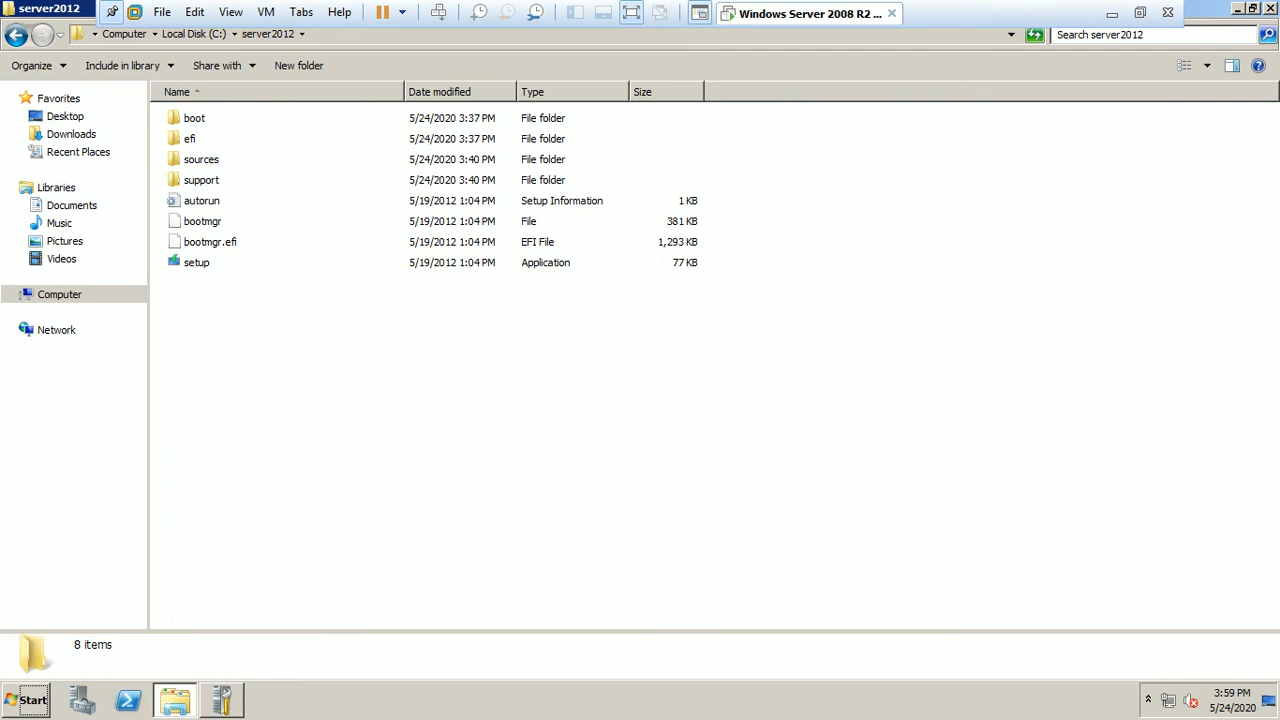 server2012
File Edit View VM Tabs Help
Windows Server 2008 R2 ...
Computer Local Disk (C:) server2012
Search server2012
Organize Include in library Share with New folder
Name Date modified Type Size
boot 5/24/2020 3:37 PM File folder
efi 5/24/2020 3:37 PM File folder
sources 5/24/2020 3:40 PM File folder
support 5/24/2020 3:40 PM File folder
autorun 5/19/2012 1:04 PM Setup Information 1 KB
bootmgr 5/19/2012 1:04 PM File 381 KB
bootmgr.efi 5/19/2012 1:04 PM EFI File 1,293 KB
setup 5/19/2012 1:04 PM Application 77 KB
Favorites
Desktop
Downloads
Recent Places
Libraries
Documents
Music
Pictures
Videos
Computer
Network
8 items
Start
3:59 PM
5/24/2020